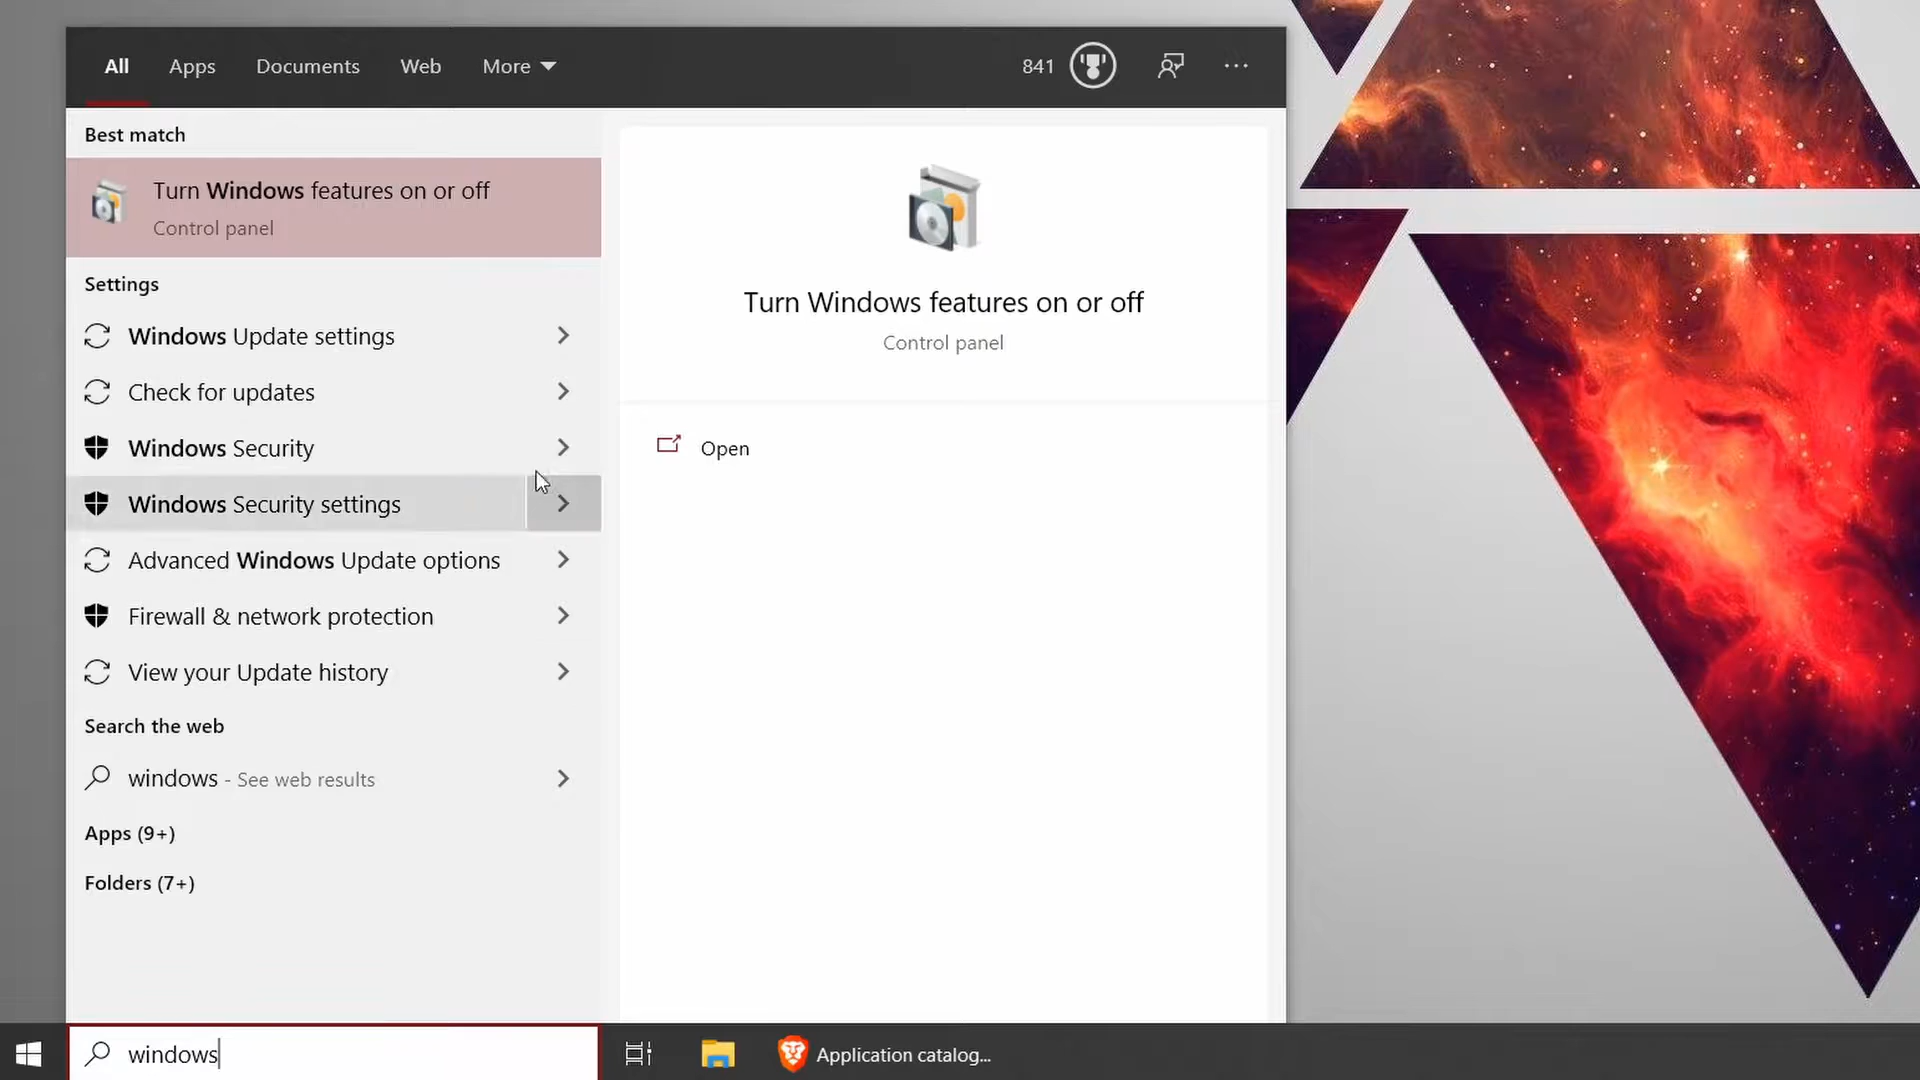 All Apps Documents Web More 841
Best match
Turn Windows features on or off
Control panel
Settings
Windows Update settings
Check for updates
Windows Security
Windows Security settings
Advanced Windows Update options
Firewall & network protection
View your Update history
Search the web
windows - See web results
Apps (9+)
Folders (7+)
Turn Windows features on or off
Control panel
Open
windows
Application catalog...